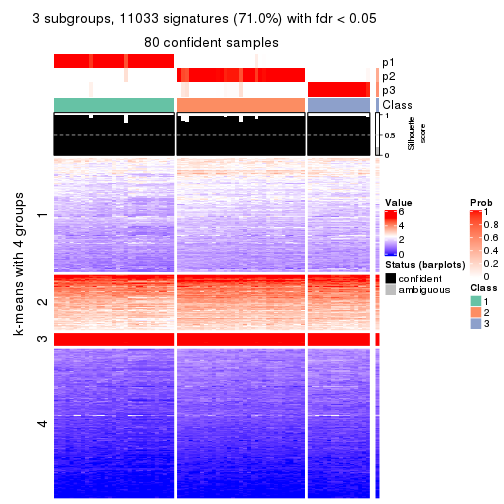 3 subgroups, 11033 signatures (71.0%) with fdr < 0.05
80 confident samples
p1
p2
p3
Class
1
0.5
0
Silhouette
score
k-means with 4 groups
1
2
3
4
Value
6
4
2
0
Status (barplots)
confident
ambiguous
Prob
1
0.8
0.6
0.4
0.2
0
Class
1
2
3